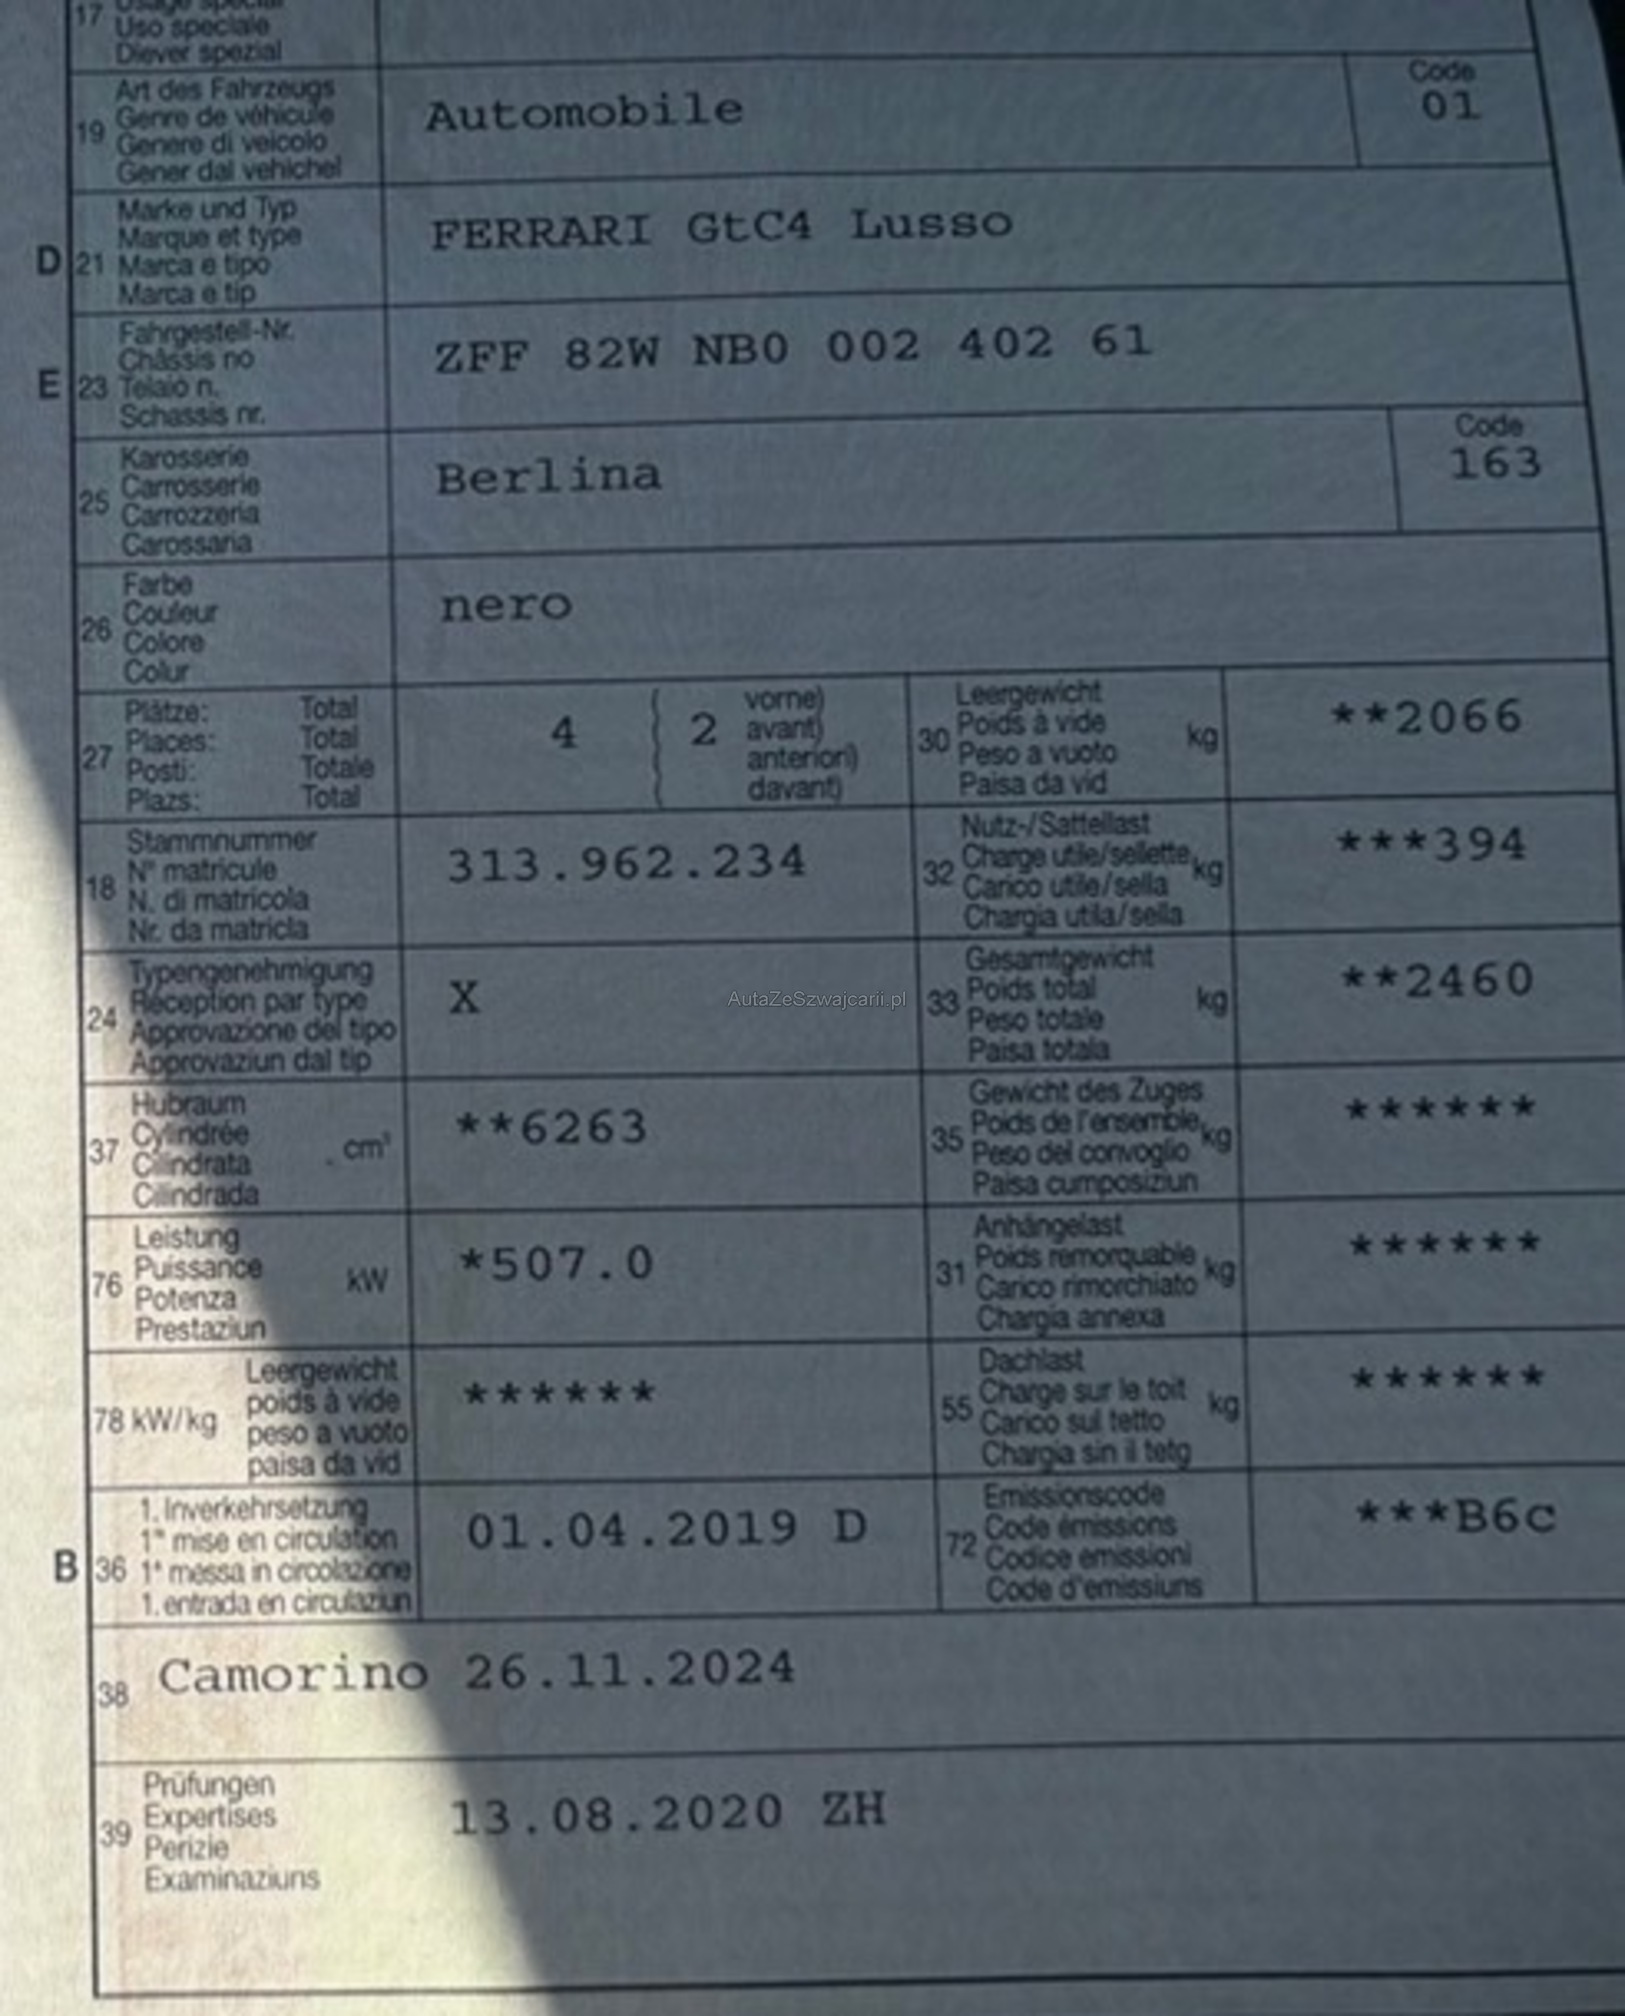 17 Usage spécial
Uso speciale
Diever spezial
19 Art des Fahrzeugs
Genre de véhicule
Genere di veicolo
Gener dal vehichel
Automobile
Code
01
D 21 Marke und Typ
Marque et type
Marca e tipo
Marca e tip
FERRARI GtC4 Lusso
E 23 Fahrgestell-Nr.
Châssis no
Telaio n.
Schassis nr.
ZFF 82W NB0 002 402 61
25 Karosserie
Carrosserie
Carrozzeria
Carossaria
Berlina
Code
163
26 Farbe
Couleur
Colore
Colur
nero
27 Plätze: Total
Places: Total
Posti: Totale
Plazs: Total
4 ( 2 vorne)
avant)
anteriori)
davant)
30 Leergewicht
Poids à vide
Peso a vuoto
Paisa da vid
kg
**2066
18 Stammnummer
N° matricule
N. di matricola
Nr. da matricla
313.962.234
32 Nutz-/Sattellast
Charge utile/sellette
Carico utile/sella
Chargia utila/sella
kg
***394
24 Typengenehmigung
Réception par type
Approvazione del tipo
Approvaziun dal tip
X
AutaZeSzwajcarii.pl
33 Gesamtgewicht
Poids total
Peso totale
Paisa totala
kg
**2460
37 Hubraum
Cylindrée
Cilindrata
Cilindrada
cm³
**6263
35 Gewicht des Zuges
Poids de l'ensemble
Peso del convoglio
Paisa cumposiziun
kg
******
76 Leistung
Puissance
Potenza
Prestaziun
kW
*507.0
31 Anhängelast
Poids remorquable
Carico rimorchiato
Chargia annexa
kg
******
78 kW/kg
Leergewicht
poids à vide
peso a vuoto
paisa da vid
******
55 Dachlast
Charge sur le toit
Carico sul tetto
Chargia sin il tetg
kg
******
B 36 1. Inverkehrsetzung
1re mise en circulation
1a messa in circolazione
1. entrada en circulaziun
01.04.2019 D
72 Emissionscode
Code émissions
Codice emissioni
Code d'emissiuns
***B6c
38 Camorino 26.11.2024
39 Prüfungen
Expertises
Perizie
Examinaziuns
13.08.2020 ZH